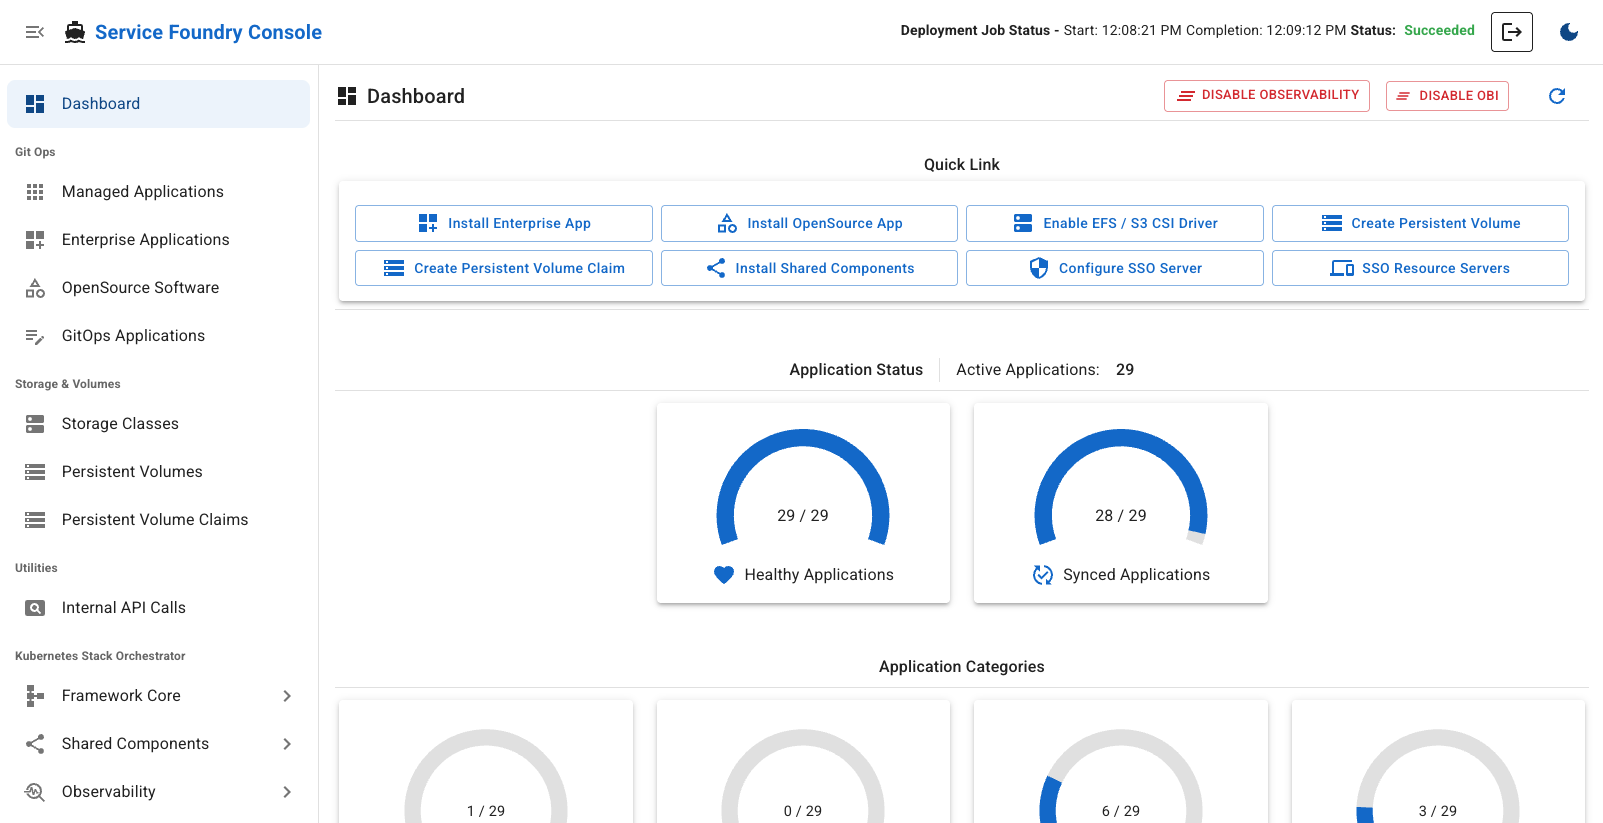 Service Foundry Console
Deployment Job Status - Start: 12:08:21 PM Completion: 12:09:12 PM Status: Succeeded
Dashboard
Git Ops
Managed Applications
Enterprise Applications
OpenSource Software
GitOps Applications
Storage & Volumes
Storage Classes
Persistent Volumes
Persistent Volume Claims
Utilities
Internal API Calls
Kubernetes Stack Orchestrator
Framework Core
Shared Components
Observability
Dashboard
DISABLE OBSERVABILITY
DISABLE OBI
Quick Link
Install Enterprise App
Install OpenSource App
Enable EFS / S3 CSI Driver
Create Persistent Volume
Create Persistent Volume Claim
Install Shared Components
Configure SSO Server
SSO Resource Servers
Application Status
Active Applications: 29
29 / 29
Healthy Applications
28 / 29
Synced Applications
Application Categories
1 / 29
0 / 29
6 / 29
3 / 29